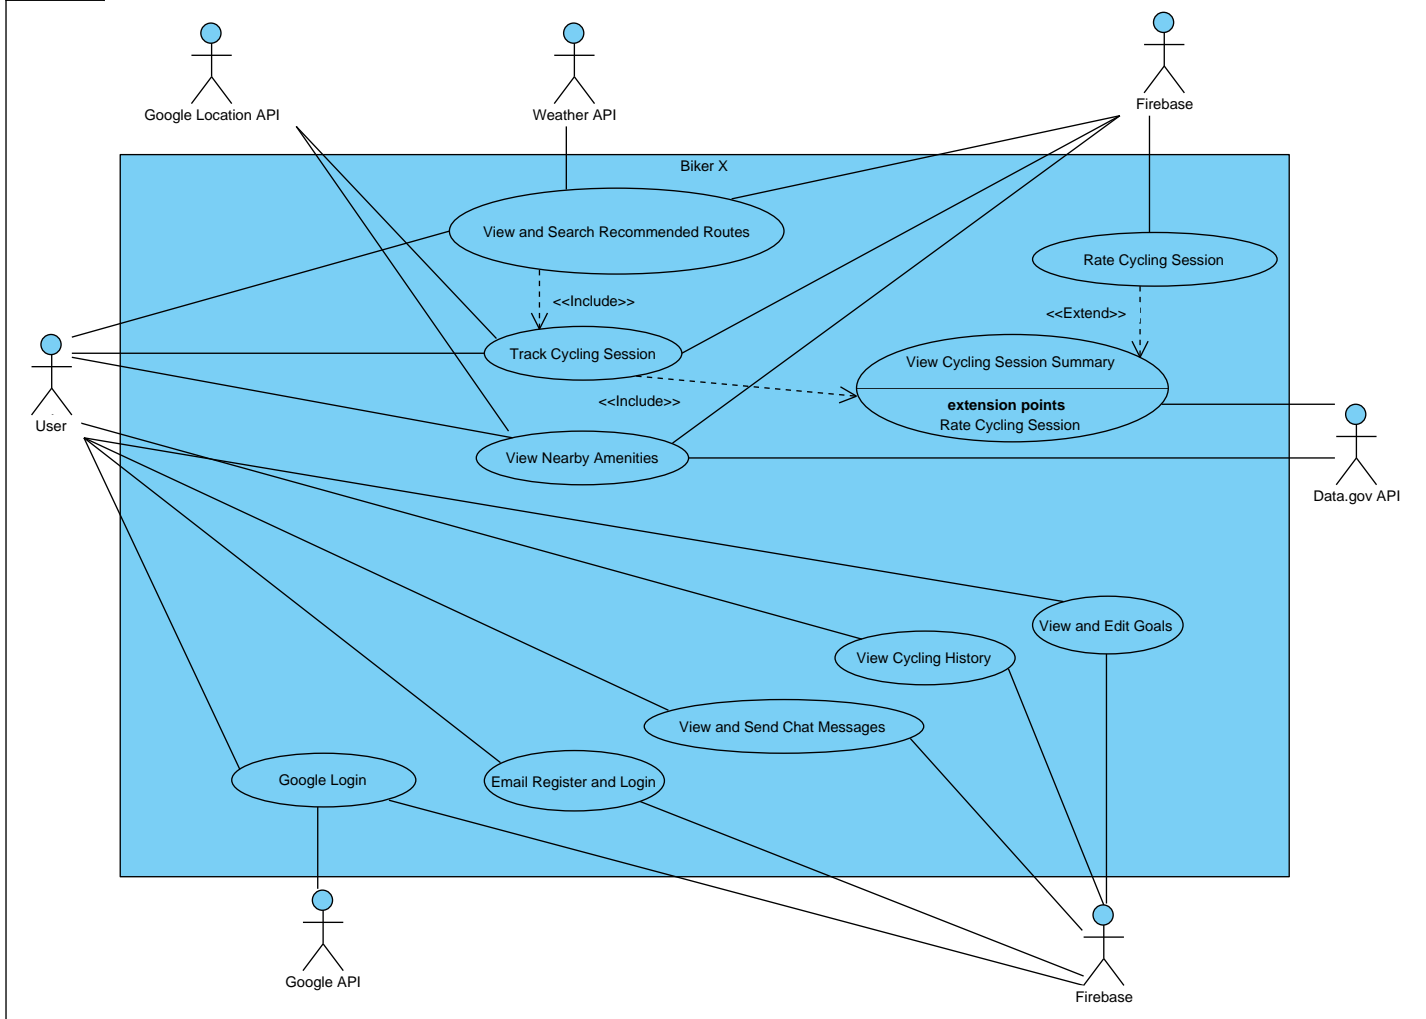 Google Location API
Weather API
Firebase
Biker X
View and Search Recommended Routes
Rate Cycling Session
<<Include>>
<<Extend>>
Track Cycling Session
View Cycling Session Summary
<<Include>>
extension points
Rate Cycling Session
User
View Nearby Amenities
Data.gov API
View and Edit Goals
View Cycling History
View and Send Chat Messages
Google Login
Email Register and Login
Google API
Firebase